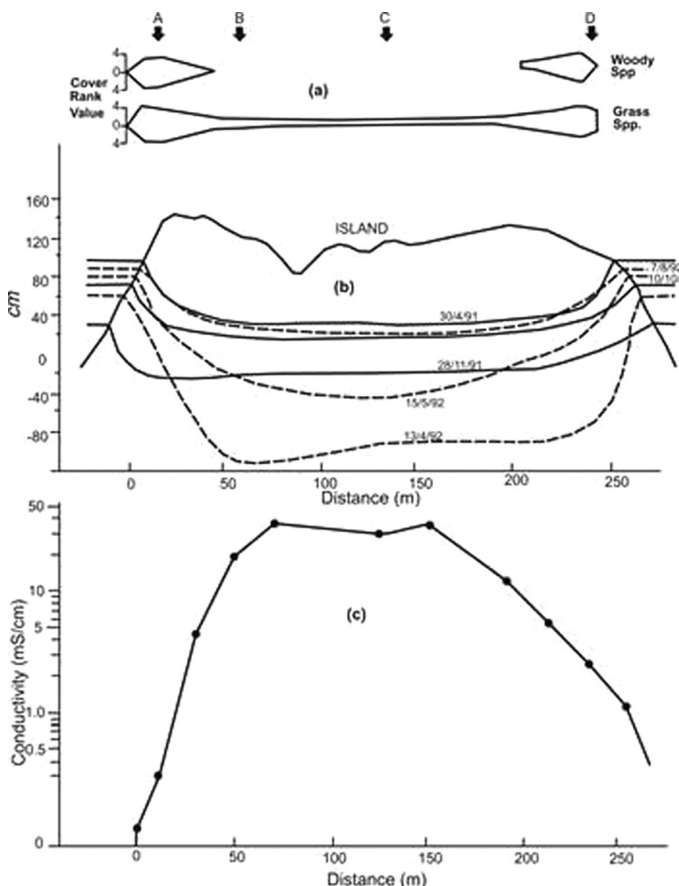 A B C D
4
0
4
Cover
Rank
Value
4
0
4
(a)
Woody
Spp
Grass
Spp.
160
120
80
40
0
-40
-80
cm
ISLAND
(b)
7/8/92
10/10/
30/4/91
28/11/91
15/5/92
13/4/92
0 50 100 150 200 250
Distance (m)
50
10
5
1.0
0.5
0
Conductivity (mS/cm)
(c)
0 50 100 150 200 250
Distance (m)